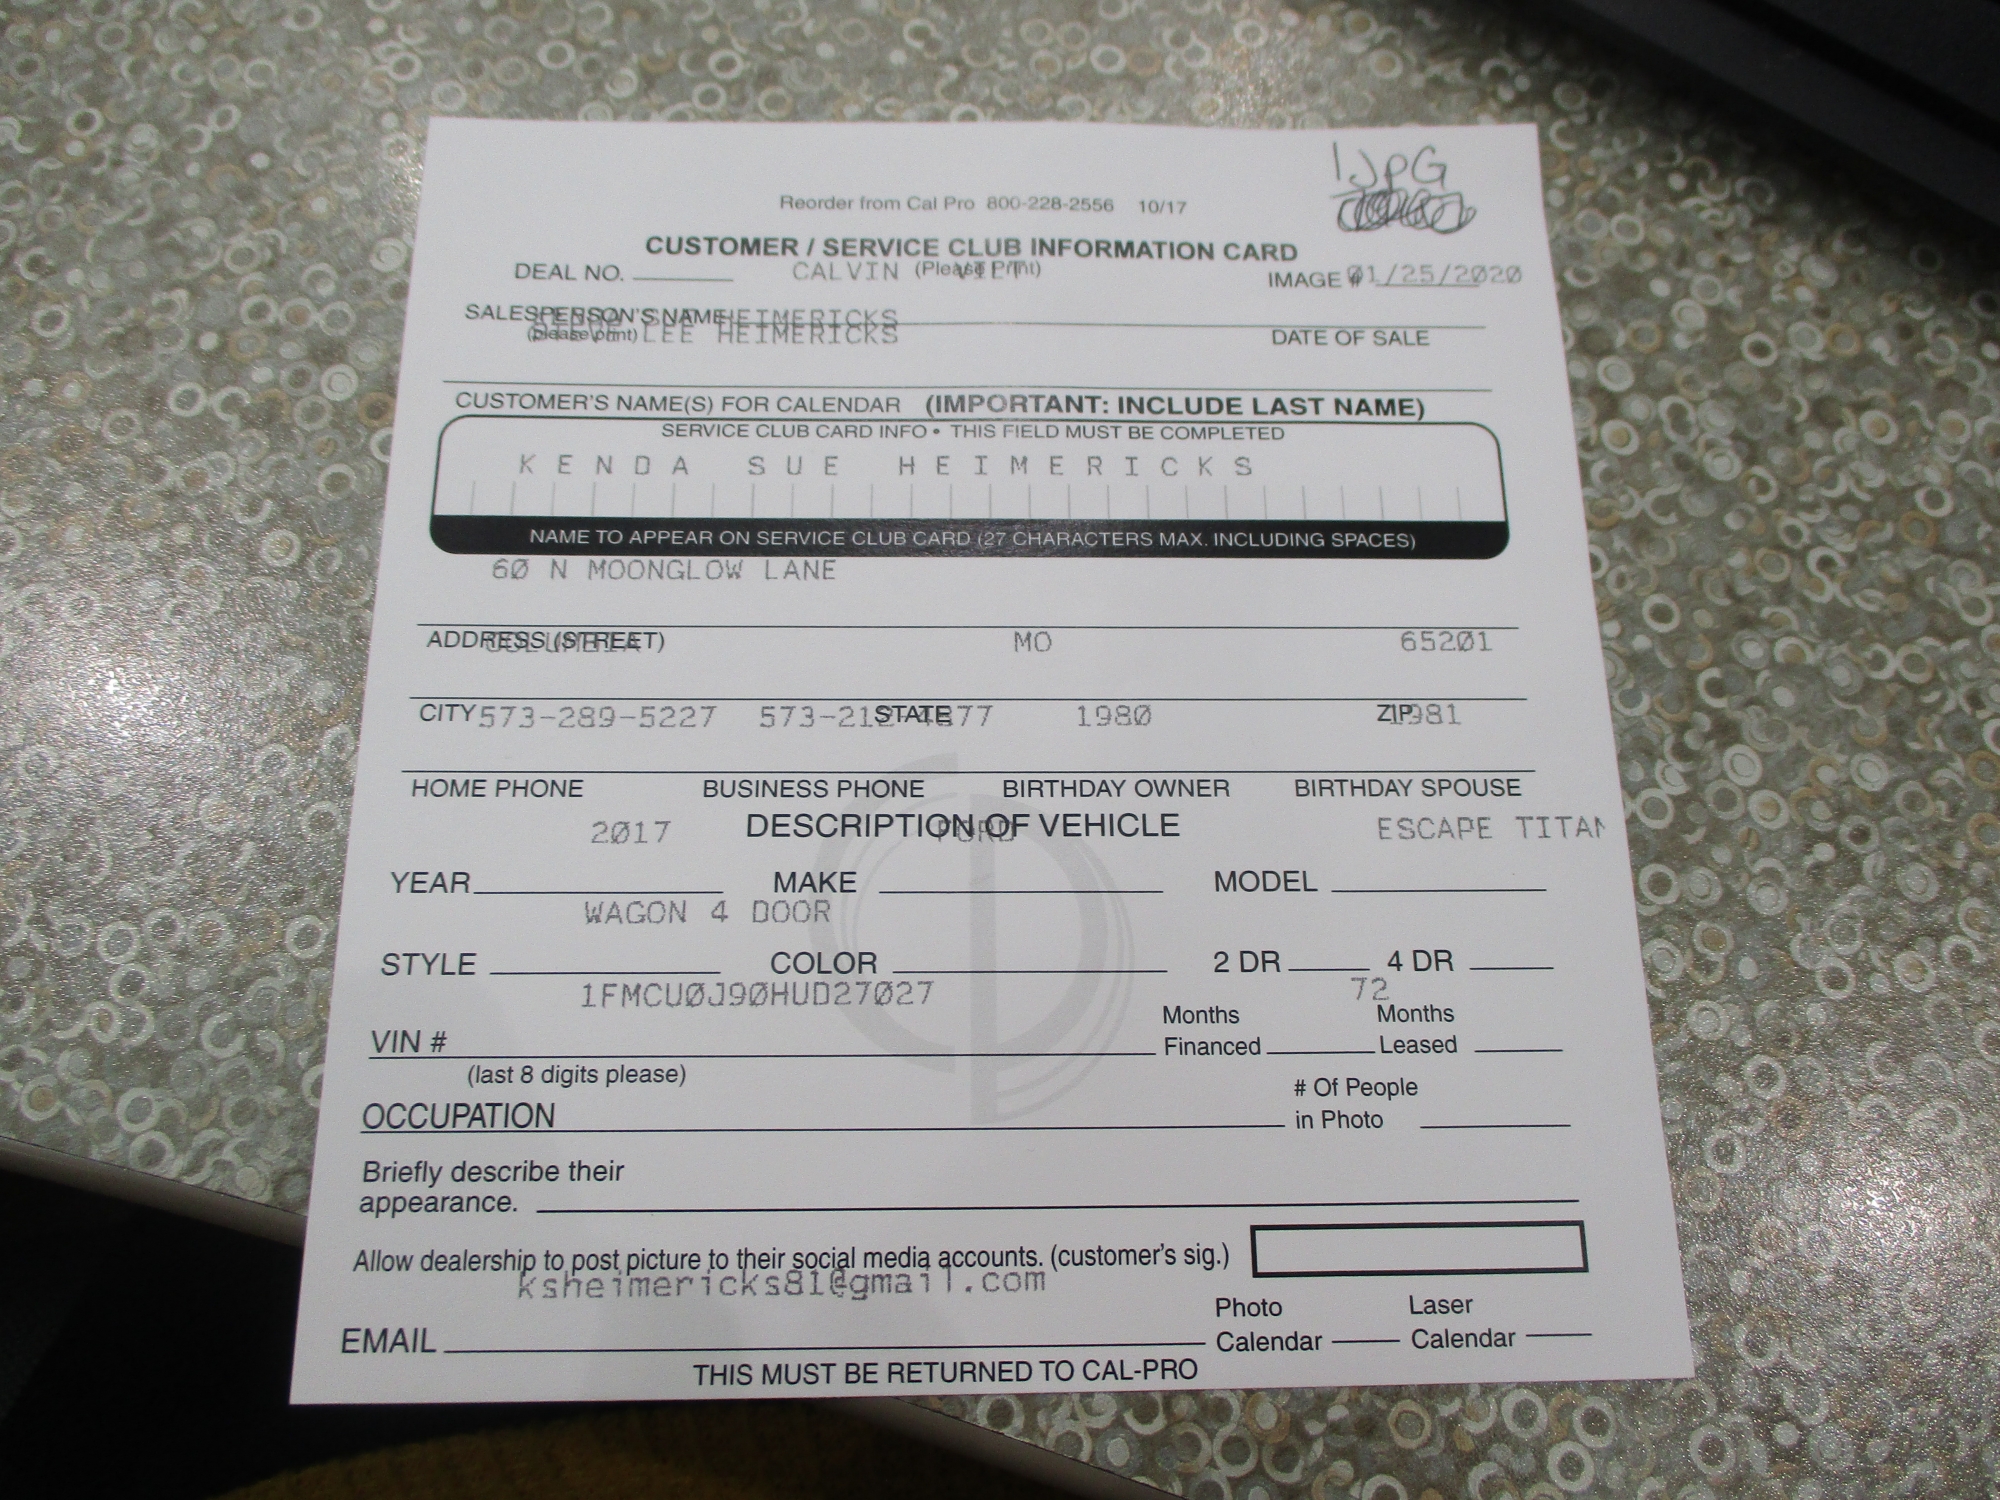 1JPG
Reorder from Cal Pro 800-228-2556 10/17
CUSTOMER / SERVICE CLUB INFORMATION CARD
DEAL NO. CALVIN (Please Print) IMAGE # 01/25/2020
SALESPERSON'S NAME HEIMERICKS
(please print) LEE HEIMERICKS DATE OF SALE
CUSTOMER'S NAME(S) FOR CALENDAR (IMPORTANT: INCLUDE LAST NAME)
SERVICE CLUB CARD INFO • THIS FIELD MUST BE COMPLETED
KENDA SUE HEIMERICKS
NAME TO APPEAR ON SERVICE CLUB CARD (27 CHARACTERS MAX. INCLUDING SPACES)
60 N MOONGLOW LANE
ADDRESS (STREET) COLUMBIA MO 65201
CITY 573-289-5227 STATE 1980 ZIP 1981
HOME PHONE BUSINESS PHONE BIRTHDAY OWNER BIRTHDAY SPOUSE
2017 DESCRIPTION OF VEHICLE FORD ESCAPE TITAN
YEAR MAKE MODEL
WAGON 4 DOOR
STYLE COLOR 2 DR 4 DR
1FMCU0J90HUD27027 72
VIN # Months Financed Months Leased
(last 8 digits please)
OCCUPATION # Of People in Photo
Briefly describe their
appearance.
Allow dealership to post picture to their social media accounts. (customer's sig.)
ksheimericks81@gmail.com
EMAIL Photo Calendar Laser Calendar
THIS MUST BE RETURNED TO CAL-PRO